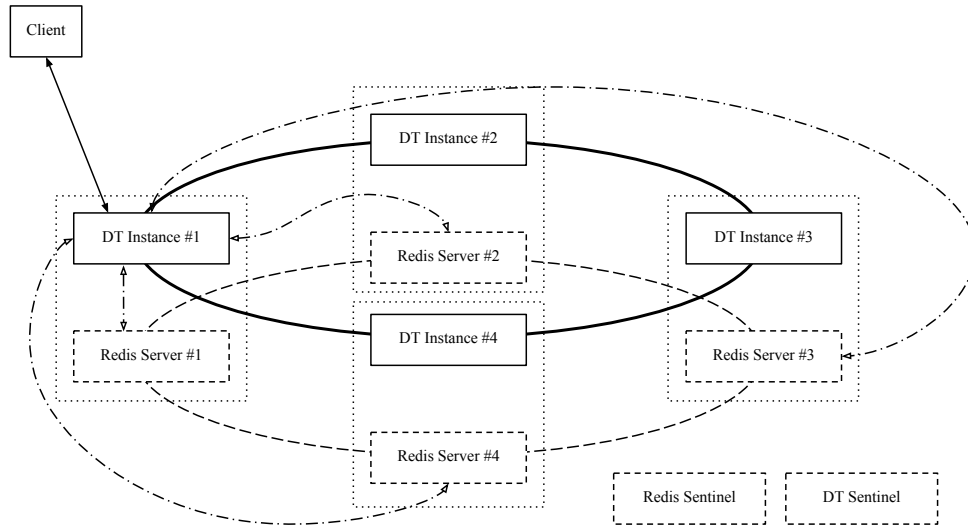 Client
DT Instance #2
DT Instance #1
DT Instance #3
Redis Server #2
DT Instance #4
Redis Server #1
Redis Server #3
Redis Server #4
Redis Sentinel
DT Sentinel